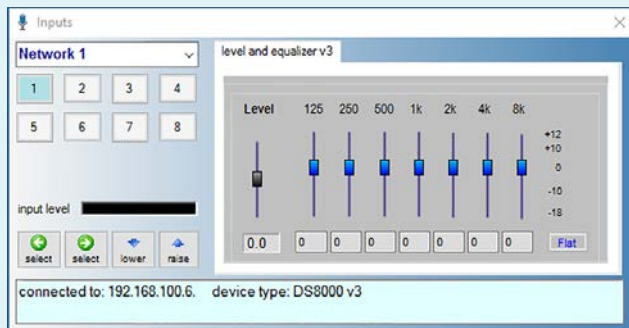 Inputs
Network 1
level and equalizer v3
1 2 3 4
5 6 7 8
Level 125 250 500 1k 2k 4k 8k
+12
+10
0
-10
-18
input level
0.0 0 0 0 0 0 0 0 Flat
select select lower raise
connected to: 192.168.100.6. device type: DS8000 v3